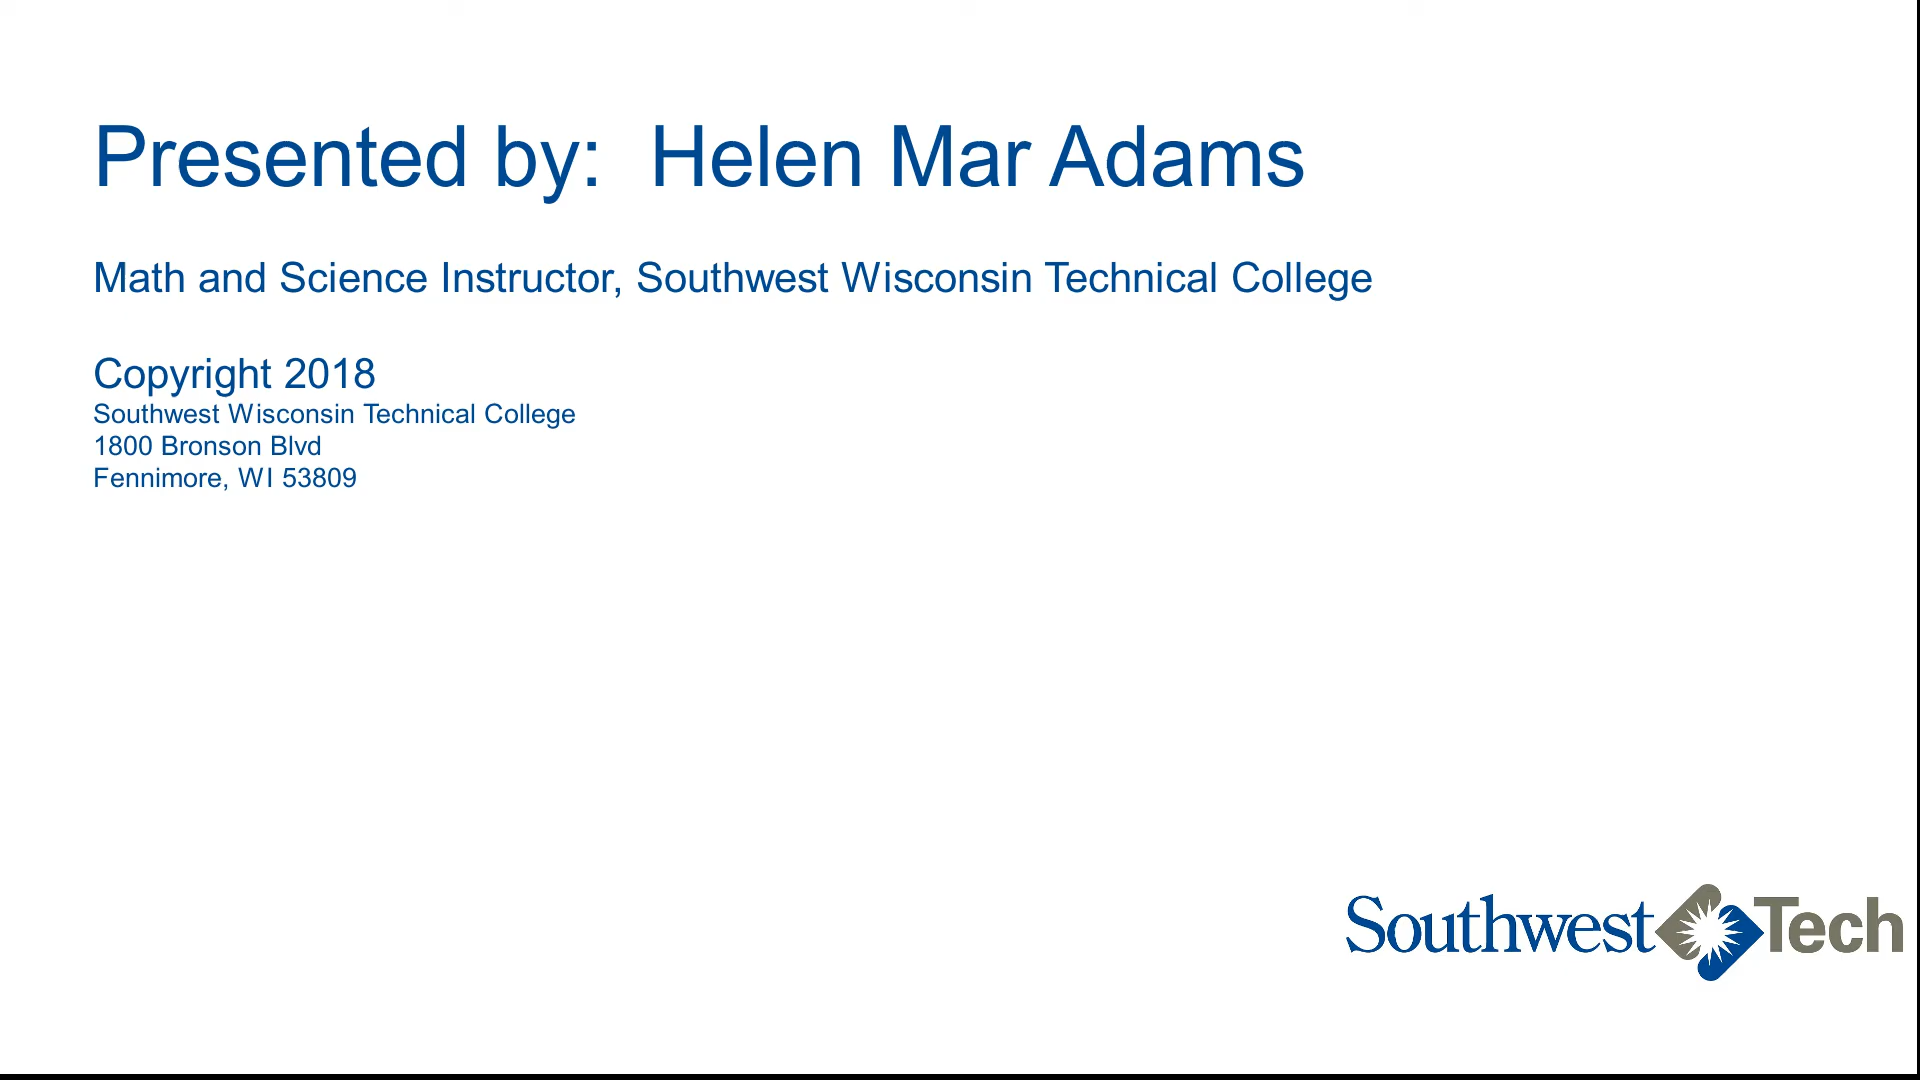 Presented by:  Helen Mar Adams
Math and Science Instructor, Southwest Wisconsin Technical College
Copyright 2018
Southwest Wisconsin Technical College
1800 Bronson Blvd
Fennimore, WI 53809
Southwest Tech